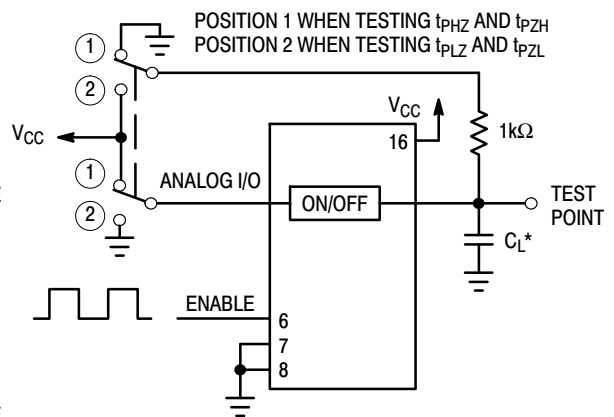 POSITION 1 WHEN TESTING tPHZ AND tPZH
POSITION 2 WHEN TESTING tPLZ AND tPZL
1
2
VCC
VCC
16
1kΩ
1
ANALOG I/O
ON/OFF
TEST
POINT
2
CL*
ENABLE
6
7
8